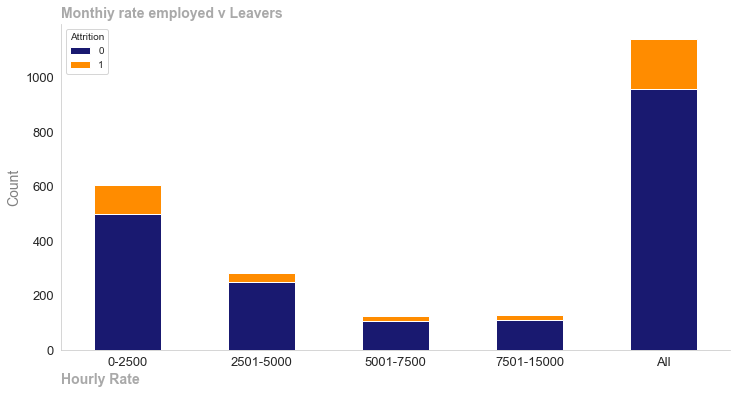 Monthiy rate employed v Leavers
Attrition
0
1
1000
800
600
400
200
0
Count
0-2500
2501-5000
5001-7500
7501-15000
All
Hourly Rate